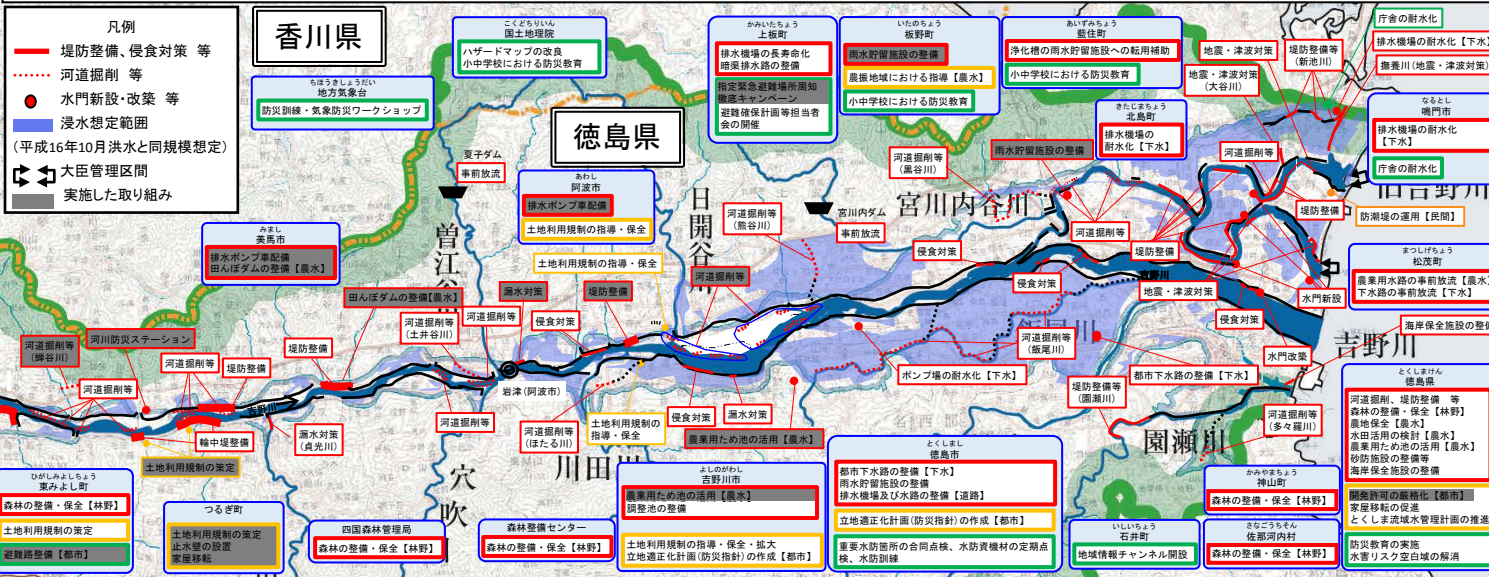 凡例
堤防整備、侵食対策 等
河道掘削 等
水門新設・改築 等
浸水想定範囲
(平成16年10月洪水と同規模想定)
大臣管理区間
実施した取り組み
香川県
徳島県
ちほうきしょうだい
地方気象台
防災訓練・気象防災ワークショップ
こくどちりいん
国土地理院
ハザードマップの改良
小中学校における防災教育
かみいたちょう
上板町
排水機場の長寿命化
暗渠排水路の整備
指定緊急避難場所周知
徹底キャンペーン
避難確保計画等担当者
会の開催
いたのちょう
板野町
雨水貯留施設の整備
農振地域における指導【農水】
小中学校における防災教育
あいずみちょう
藍住町
浄化槽の雨水貯留施設への転用補助
小中学校における防災教育
きたじまちょう
北島町
排水機場の
耐水化【下水】
地震・津波対策
地震・津波対策
(大谷川)
堤防整備等
(新池川)
庁舎の耐水化
排水機場の耐水化【下水】
撫養川(地震・津波対策)
なるとし
鳴門市
排水機場の耐水化
【下水】
庁舎の耐水化
旧吉野川
防潮堤の運用【民間】
まつしげちょう
松茂町
農業用水路の事前放流【農水】
下水路の事前放流【下水】
海岸保全施設の整備
吉野川
夏子ダム
事前放流
あわし
阿波市
排水ポンプ車配備
土地利用規制の指導・保全
土地利用規制の指導・保全
日開谷
河道掘削等
(熊谷川)
宮川内ダム
事前放流
宮川内谷川
河道掘削等
(黒谷川)
雨水貯留施設の整備
河道掘削等
河道掘削等
堤防整備
堤防整備
水門新設
侵食対策
侵食対策
吉野川
地震・津波対策
侵食対策
水門改築
みまし
美馬市
排水ポンプ車配備
田んぼダムの整備【農水】
曽江谷
田んぼダムの整備【農水】
河道掘削等
(土井谷川)
河道掘削等
漏水対策
侵食対策
堤防整備
河道掘削等
河道掘削等
(蝉谷川)
河川防災ステーション
河道掘削等
河道掘削等
堤防整備
堤防整備
吉野川
輪中堤整備
漏水対策
(貞光川)
土地利用規制の策定
河道掘削等
岩津(阿波市)
河道掘削等
(ほたる川)
土地利用規制の
指導・保全
侵食対策
漏水対策
農業用ため池の活用【農水】
ポンプ場の耐水化【下水】
飯尾川
河道掘削等
(飯尾川)
堤防整備等
(園瀬川)
都市下水路の整備【下水】
園瀬川
河道掘削等
(多々羅川)
川田川
穴吹川
ひがしみよしちょう
東みよし町
森林の整備・保全【林野】
土地利用規制の策定
避難路整備【都市】
つるぎ町
土地利用規制の策定
止水壁の設置
家屋移転
四国森林管理局
森林の整備・保全【林野】
森林整備センター
森林の整備・保全【林野】
よしのがわし
吉野川市
農業用ため池の活用【農水】
調整池の整備
土地利用規制の指導・保全・拡大
立地適正化計画(防災指針)の作成【都市】
とくしまし
徳島市
都市下水路の整備【下水】
雨水貯留施設の整備
排水機場及び水路の整備【道路】
立地適正化計画(防災指針)の作成【都市】
重要水防箇所の合同点検、水防資機材の定期点
検、水防訓練
いしいちょう
石井町
地域情報チャンネル開設
かみやまちょう
神山町
森林の整備・保全【林野】
さなごうちそん
佐那河内村
森林の整備・保全【林野】
とくしまけん
徳島県
河道掘削、堤防整備 等
森林の整備・保全【林野】
農地保全【農水】
水田活用の検討【農水】
農業用ため池の活用【農水】
砂防施設の整備等
海岸保全施設の整備
開発許可の厳格化【都市】
家屋移転の促進
とくしま流域水管理計画の推進
防災教育の実施
水害リスク空白域の解消